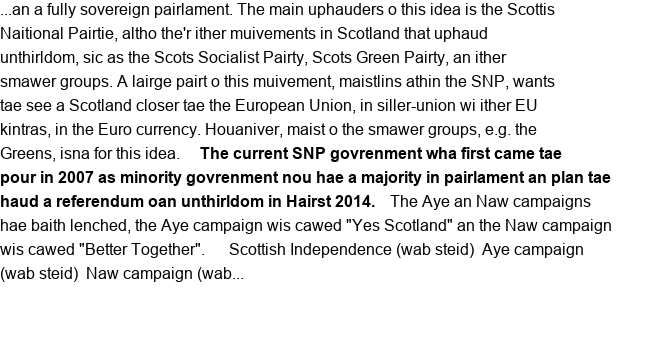 ...an a fully sovereign pairlament. The main uphauders o this idea is the Scottis
Naitional Pairtie, altho the'r ither muivements in Scotland that uphaud
unthirldom, sic as the Scots Socialist Pairty, Scots Green Pairty, an ither
smawer groups. A lairge pairt o this muivement, maistlins athin the SNP, wants
tae see a Scotland closer tae the European Union, in siller-union wi ither EU
kintras, in the Euro currency. Houaniver, maist o the smawer groups, e.g. the
Greens, isna for this idea. The current SNP govrenment wha first came tae
pour in 2007 as minority govrenment nou hae a majority in pairlament an plan tae
haud a referendum oan unthirldom in Hairst 2014. The Aye an Naw campaigns
hae baith lenched, the Aye campaign wis cawed "Yes Scotland" an the Naw campaign
wis cawed "Better Together". Scottish Independence (wab steid) Aye campaign
(wab steid) Naw campaign (wab...